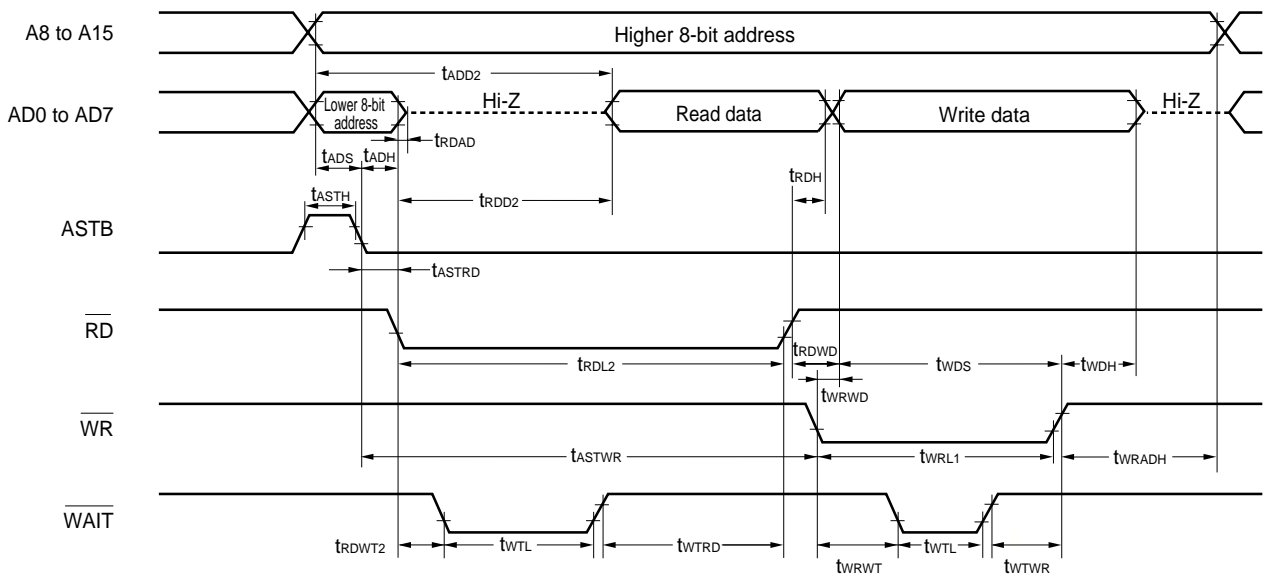 A8 to A15
Higher 8-bit address
tADD2
AD0 to AD7
Lower 8-bit
address
Hi-Z
Read data
Write data
Hi-Z
tRDAD
tADS
tADH
tRDH
tASTH
tRDD2
ASTB
tASTRD
RD
tRDL2
tRDWD
tWDS
tWDH
tWRWD
WR
tASTWR
tWRL1
tWRADH
WAIT
tRDWT2
tWTL
tWTRD
tWRWT
tWTL
tWTWR